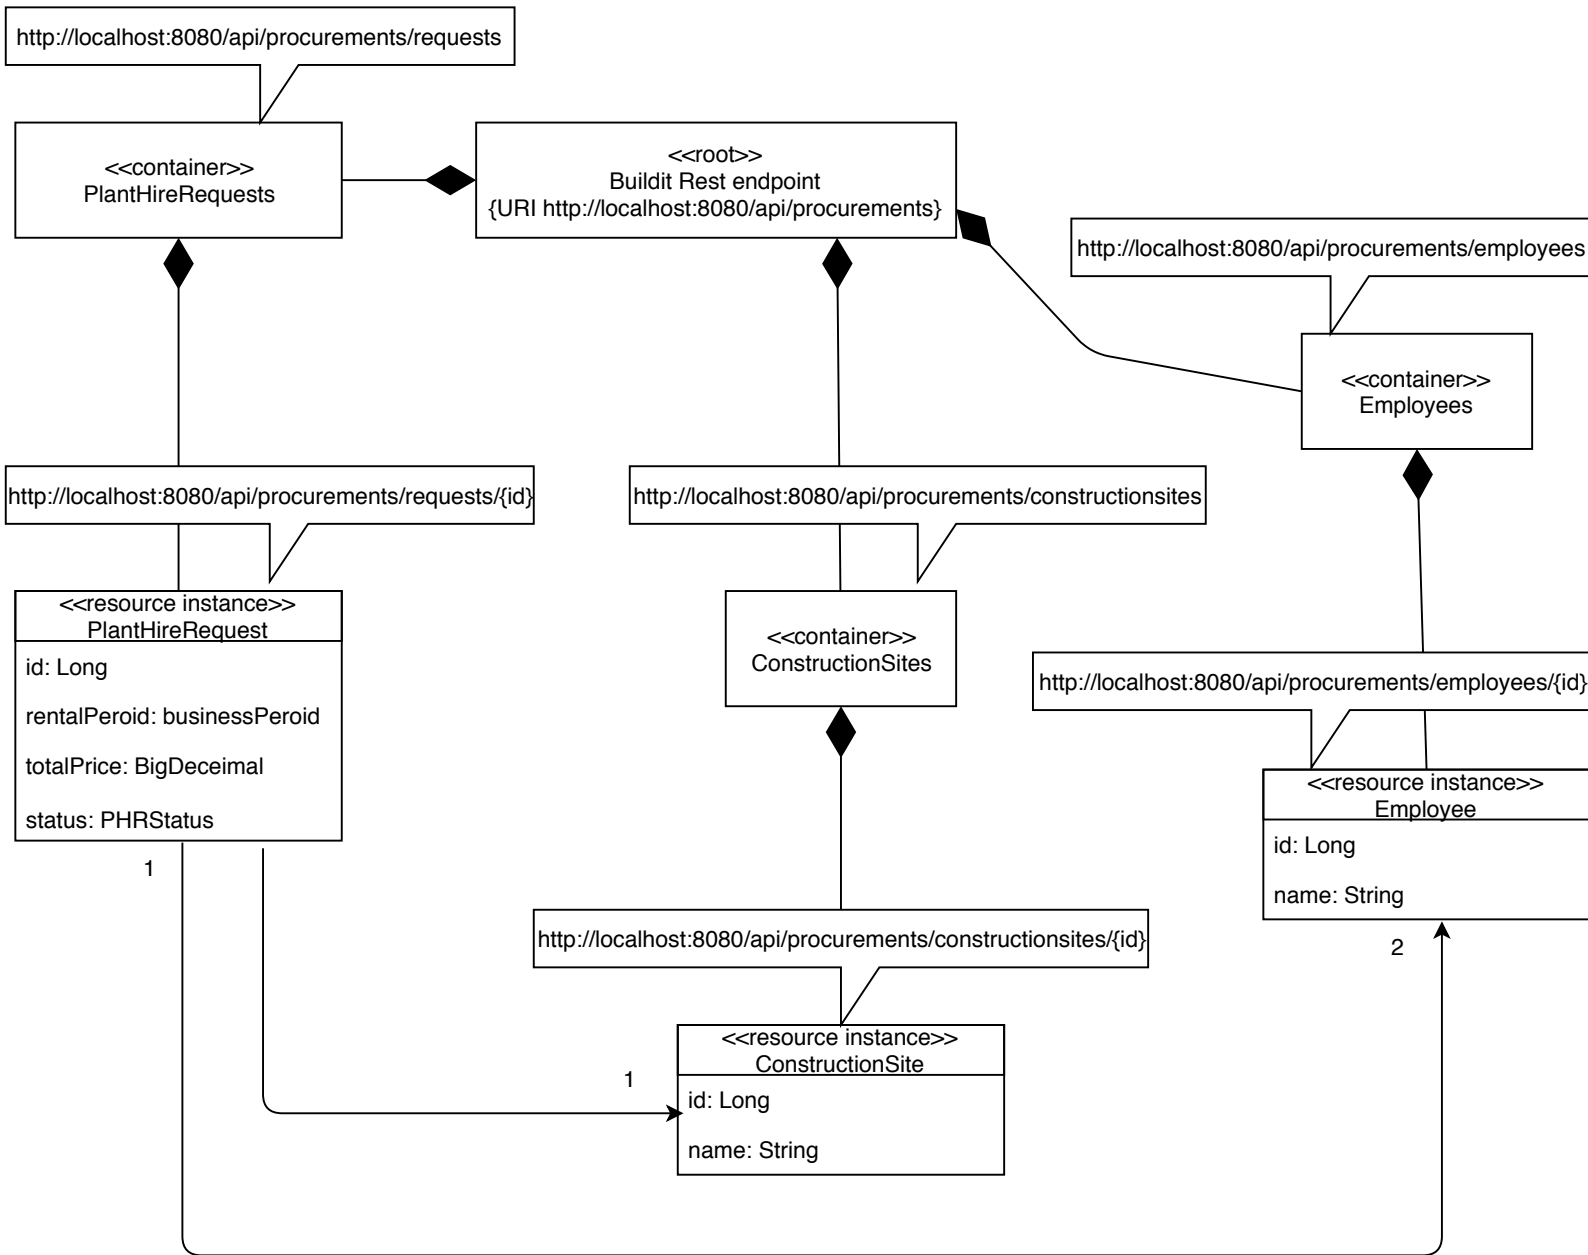 http://localhost:8080/api/procurements/requests
<<container>>
PlantHireRequests
<<root>>
Buildit Rest endpoint
{URI http://localhost:8080/api/procurements}
http://localhost:8080/api/procurements/employees
<<container>>
Employees
http://localhost:8080/api/procurements/requests/{id}
http://localhost:8080/api/procurements/constructionsites
<<resource instance>>
PlantHireRequest
id: Long
rentalPeroid: businessPeroid
totalPrice: BigDeceimal
status: PHRStatus
<<container>>
ConstructionSites
http://localhost:8080/api/procurements/employees/{id}
<<resource instance>>
Employee
id: Long
name: String
1
2
http://localhost:8080/api/procurements/constructionsites/{id}
<<resource instance>>
ConstructionSite
1
id: Long
name: String